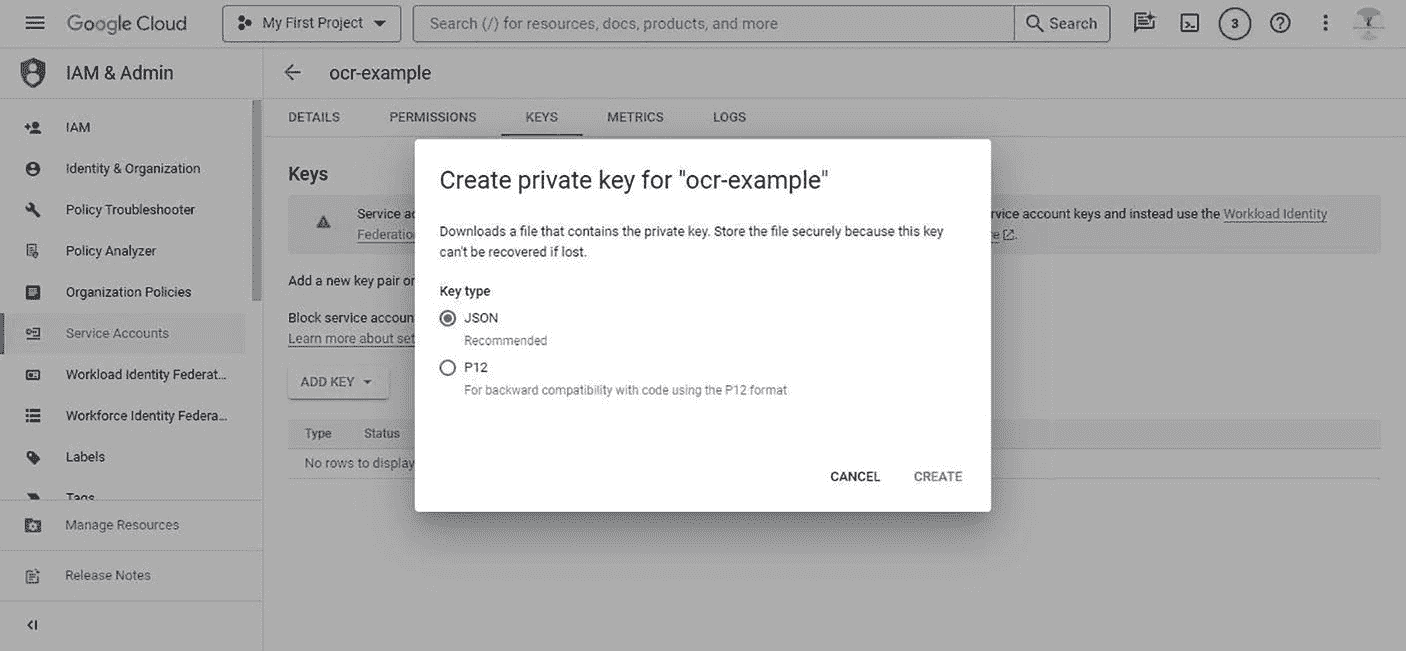 Google Cloud
My First Project
Search (/) for resources, docs, products, and more
Search
3
IAM & Admin
ocr-example
DETAILS
PERMISSIONS
KEYS
METRICS
LOGS
IAM
Identity & Organization
Policy Troubleshooter
Policy Analyzer
Organization Policies
Service Accounts
Workload Identity Federat...
Workforce Identity Federa...
Labels
Tags
Manage Resources
Release Notes
Keys
Service
rvice account keys and instead use the Workload Identity
Federation
Add a new key pair or
Block service accoun
Learn more about set
ADD KEY
Type
Status
No rows to display
Create private key for "ocr-example"
Downloads a file that contains the private key. Store the file securely because this key
can't be recovered if lost.
Key type
JSON
Recommended
P12
For backward compatibility with code using the P12 format
CANCEL
CREATE